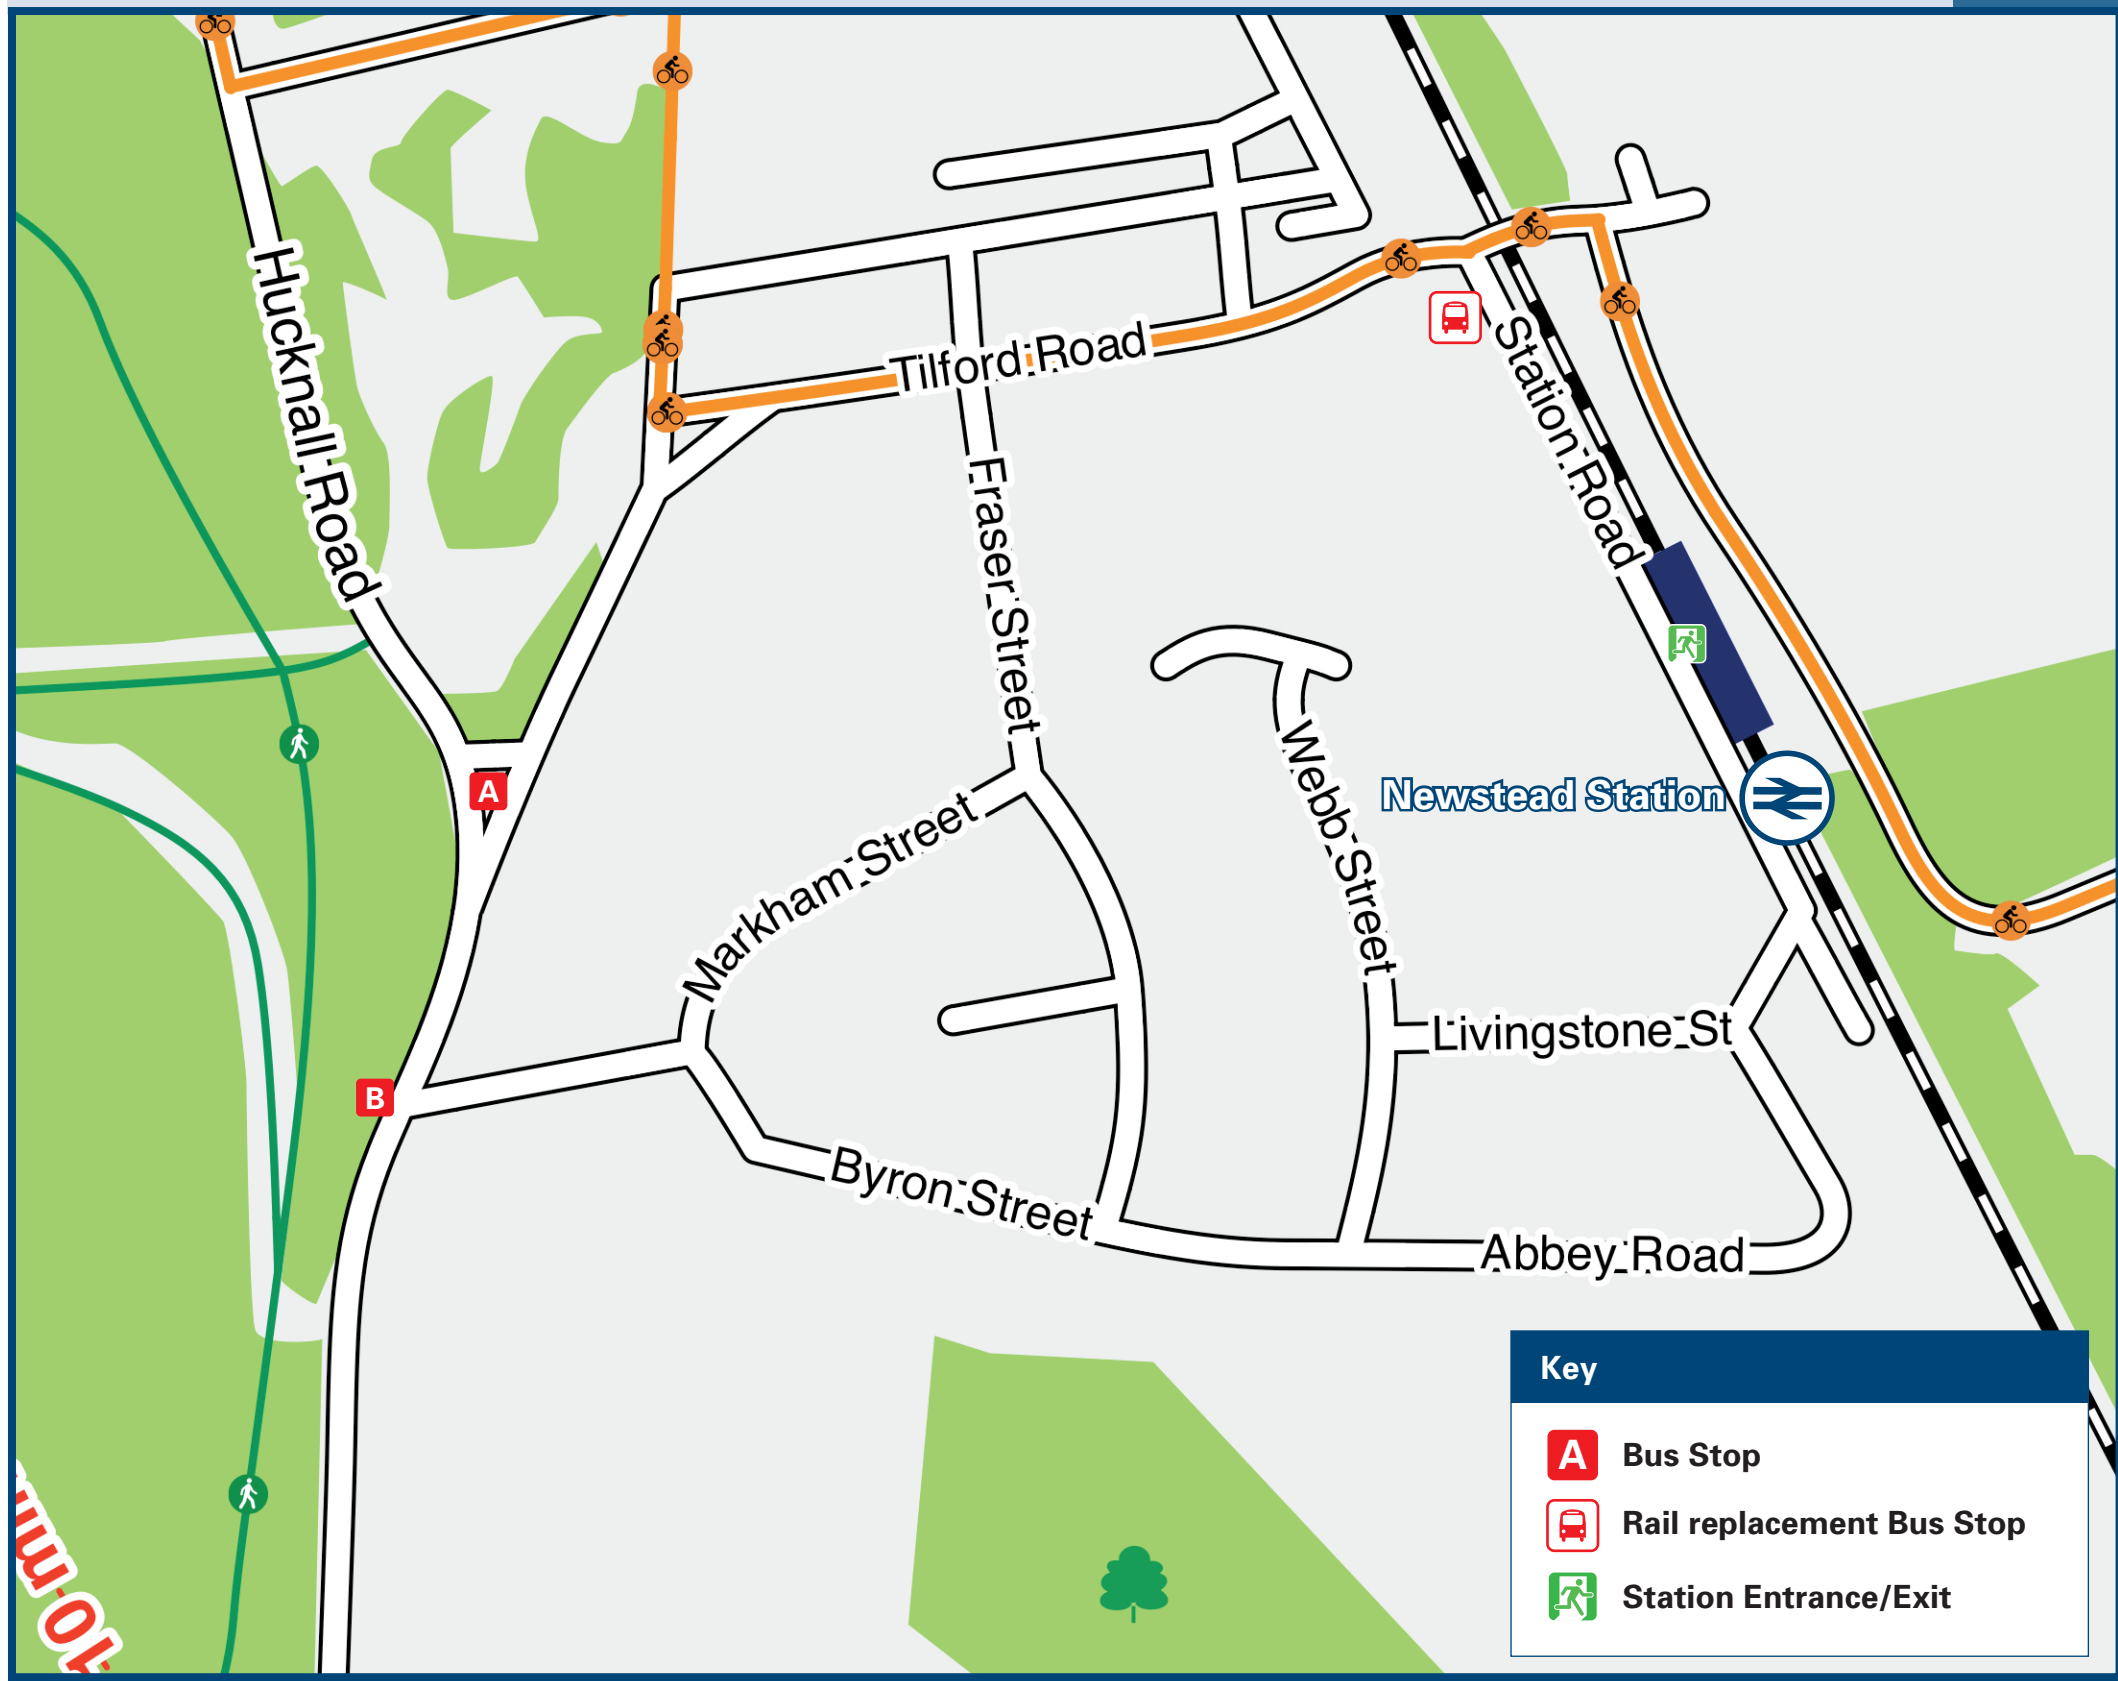 Hucknall Road
Tilford Road
Station Road
Fraser Street
Webb Street
Newstead Station
A
Markham Street
Livingstone St
B
Byron Street
Abbey Road
Key
A Bus Stop
Rail replacement Bus Stop
Station Entrance/Exit